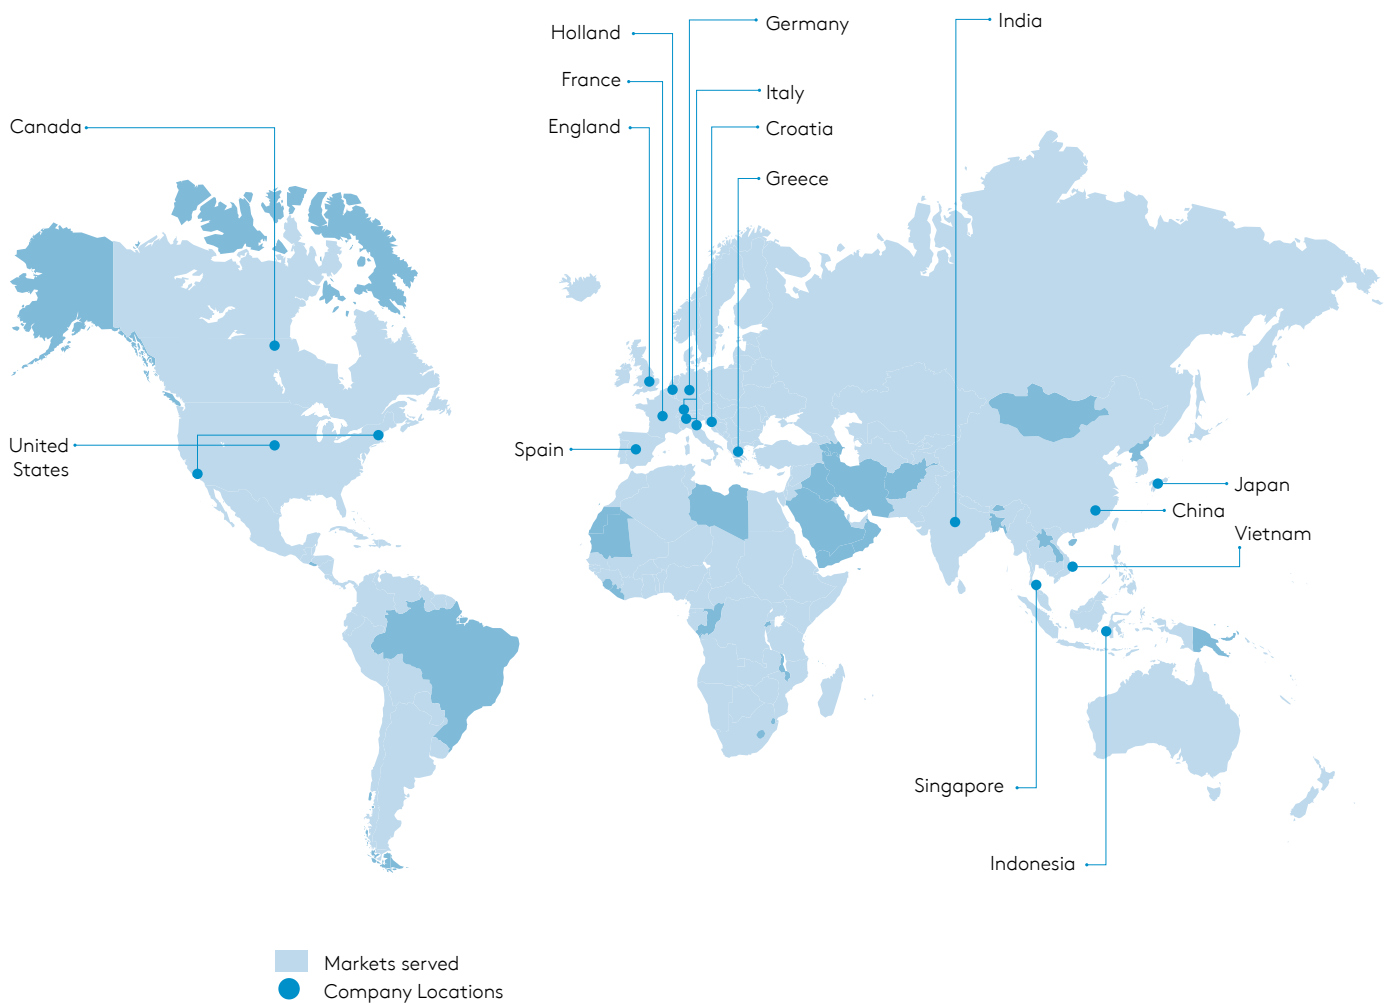 Germany
India
Holland
France
Italy
Canada
England
Croatia
Greece
United
States
Spain
Japan
China
Vietnam
Singapore
Indonesia
Markets served
Company Locations